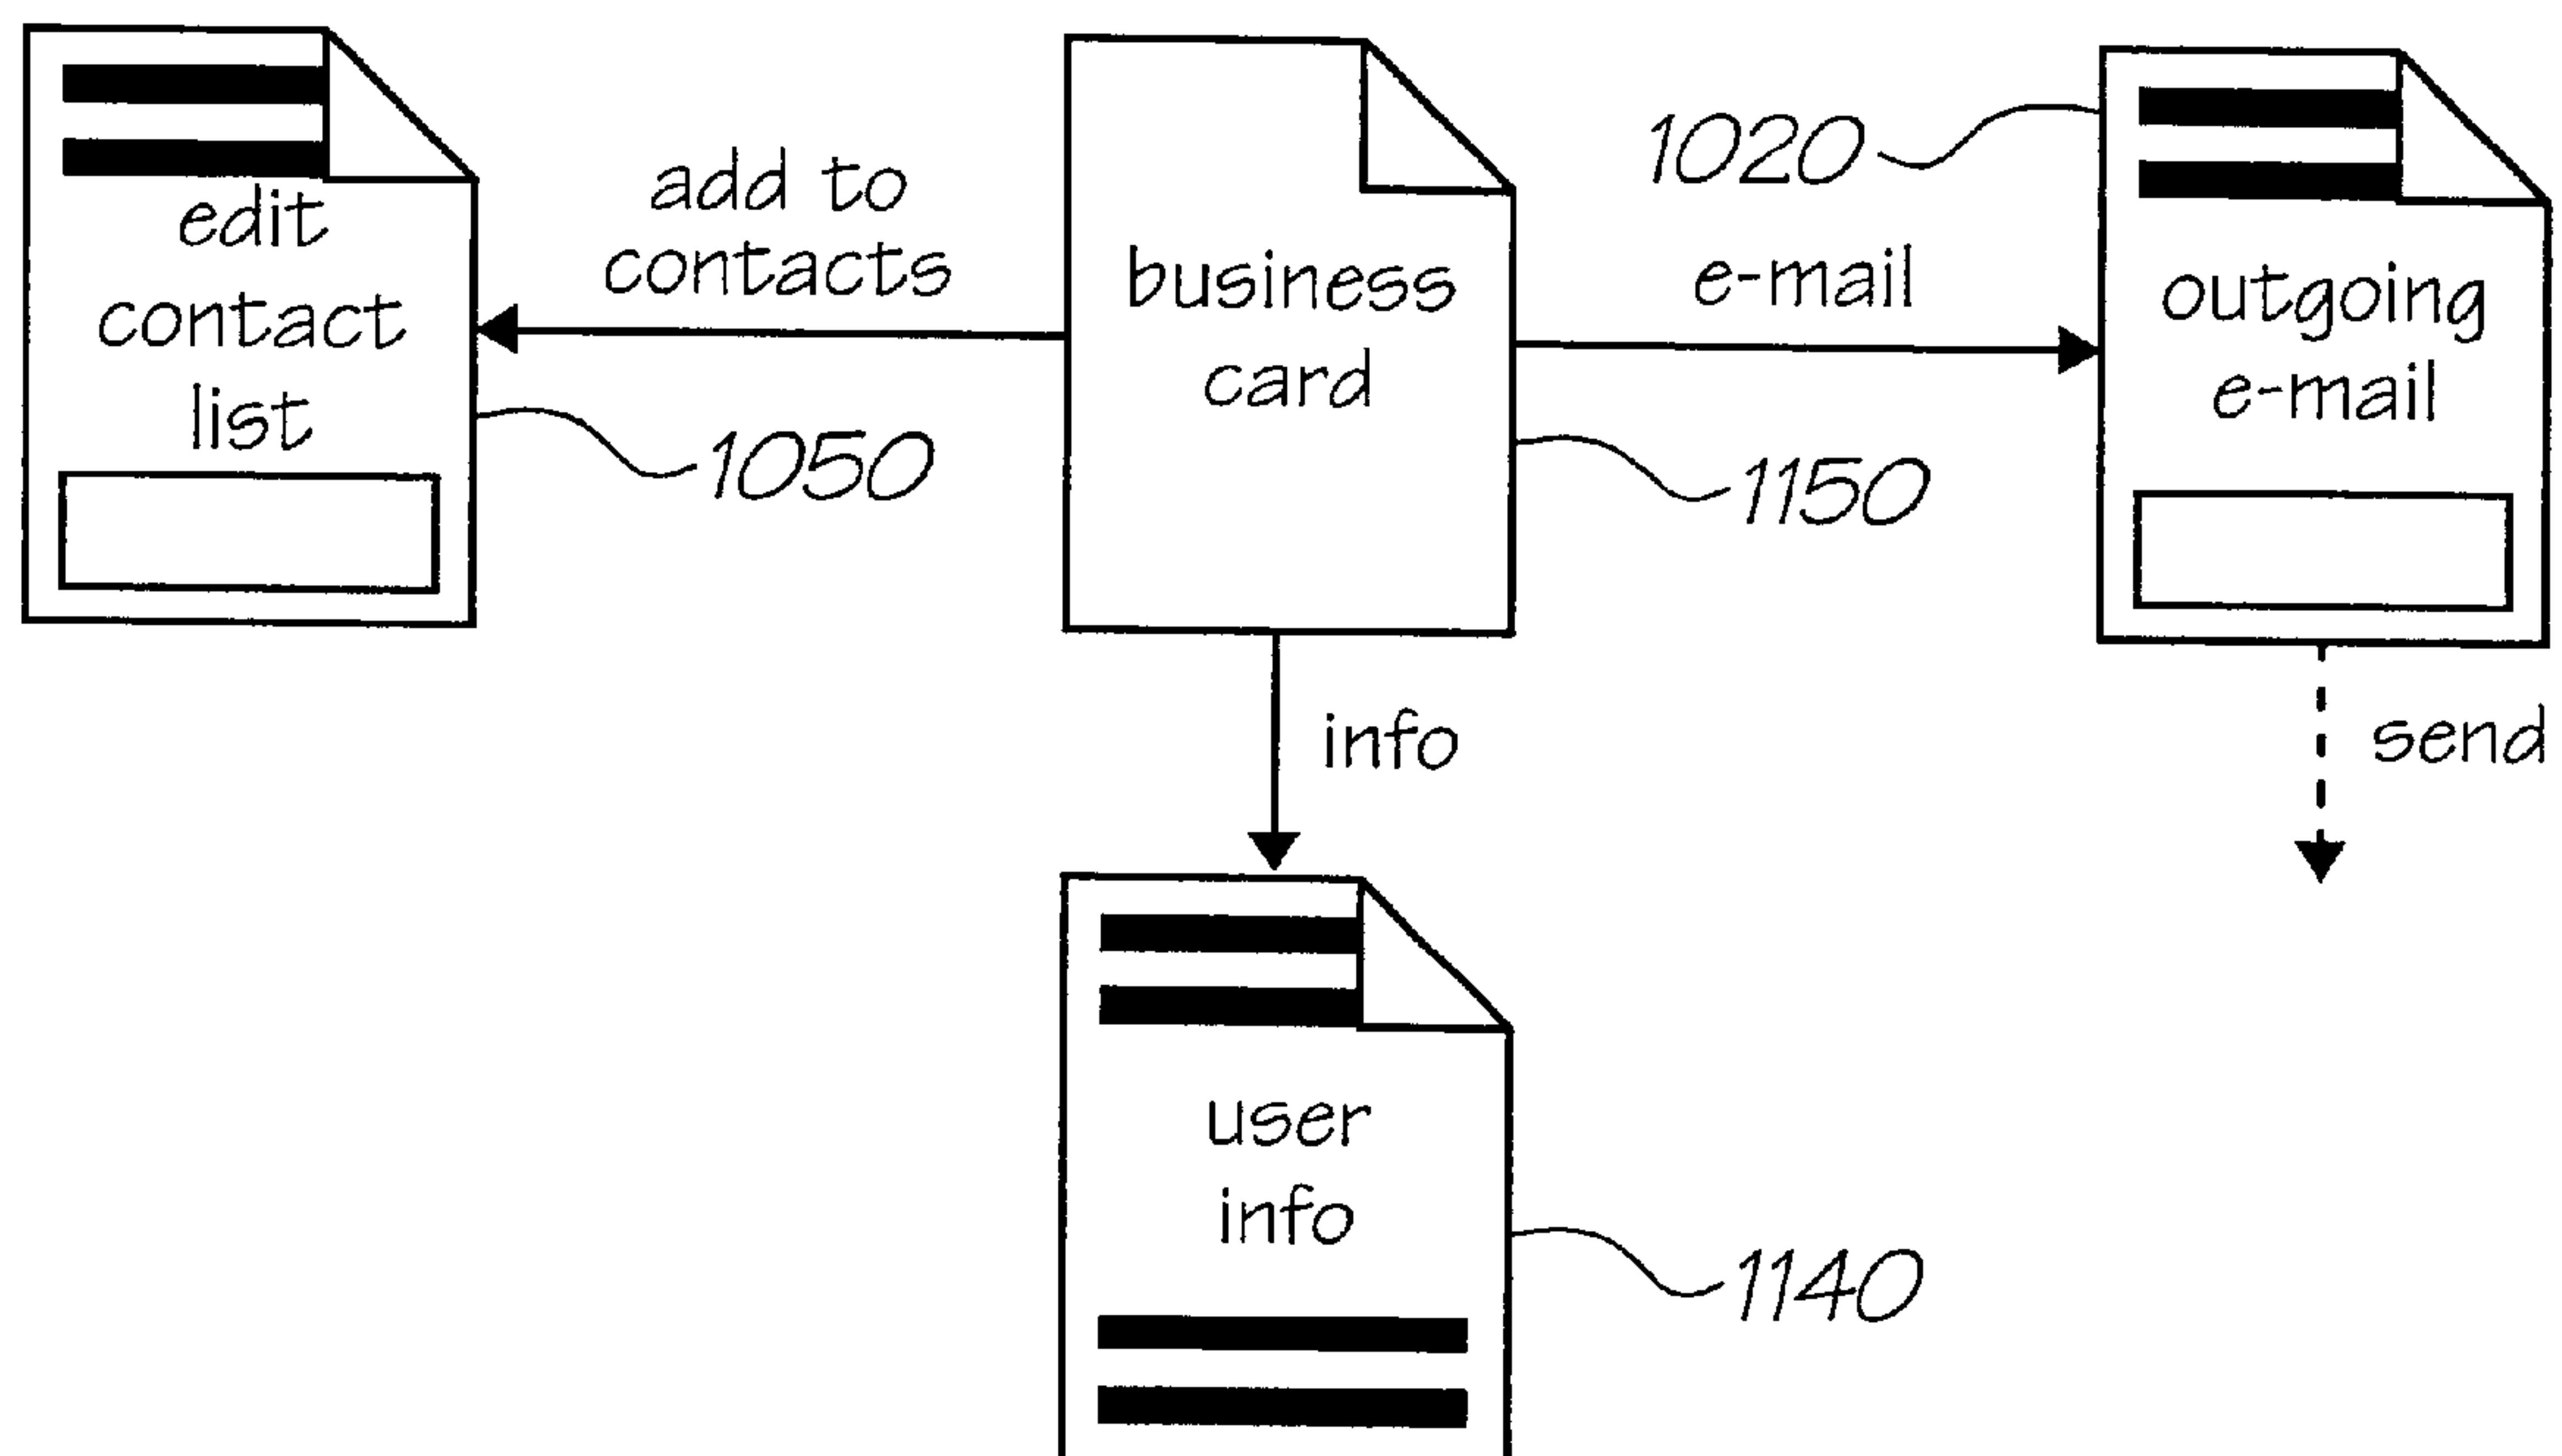 edit
contact
list
add to
contacts
1050
business
card
1150
1020
e-mail
outgoing
e-mail
info
send
user
info
1140